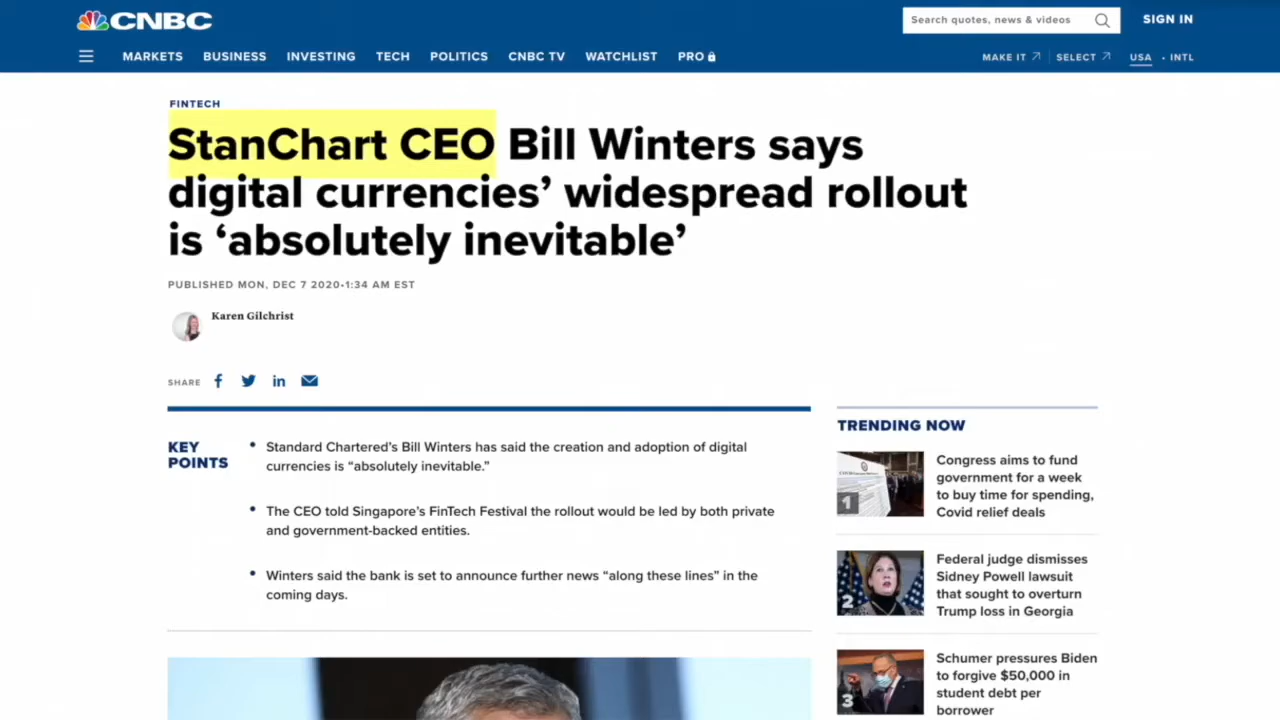 CNBC
Search quotes, news & videos
SIGN IN
MARKETS BUSINESS INVESTING TECH POLITICS CNBC TV WATCHLIST PRO
MAKE IT SELECT USA • INTL
FINTECH
StanChart CEO Bill Winters says
digital currencies’ widespread rollout
is ‘absolutely inevitable’
PUBLISHED MON, DEC 7 2020•1:34 AM EST
Karen Gilchrist
SHARE
KEY
POINTS
• Standard Chartered’s Bill Winters has said the creation and adoption of digital
currencies is “absolutely inevitable.”
• The CEO told Singapore’s FinTech Festival the rollout would be led by both private
and government-backed entities.
• Winters said the bank is set to announce further news “along these lines” in the
coming days.
TRENDING NOW
1
Congress aims to fund
government for a week
to buy time for spending,
Covid relief deals
2
Federal judge dismisses
Sidney Powell lawsuit
that sought to overturn
Trump loss in Georgia
3
Schumer pressures Biden
to forgive $50,000 in
student debt per
borrower